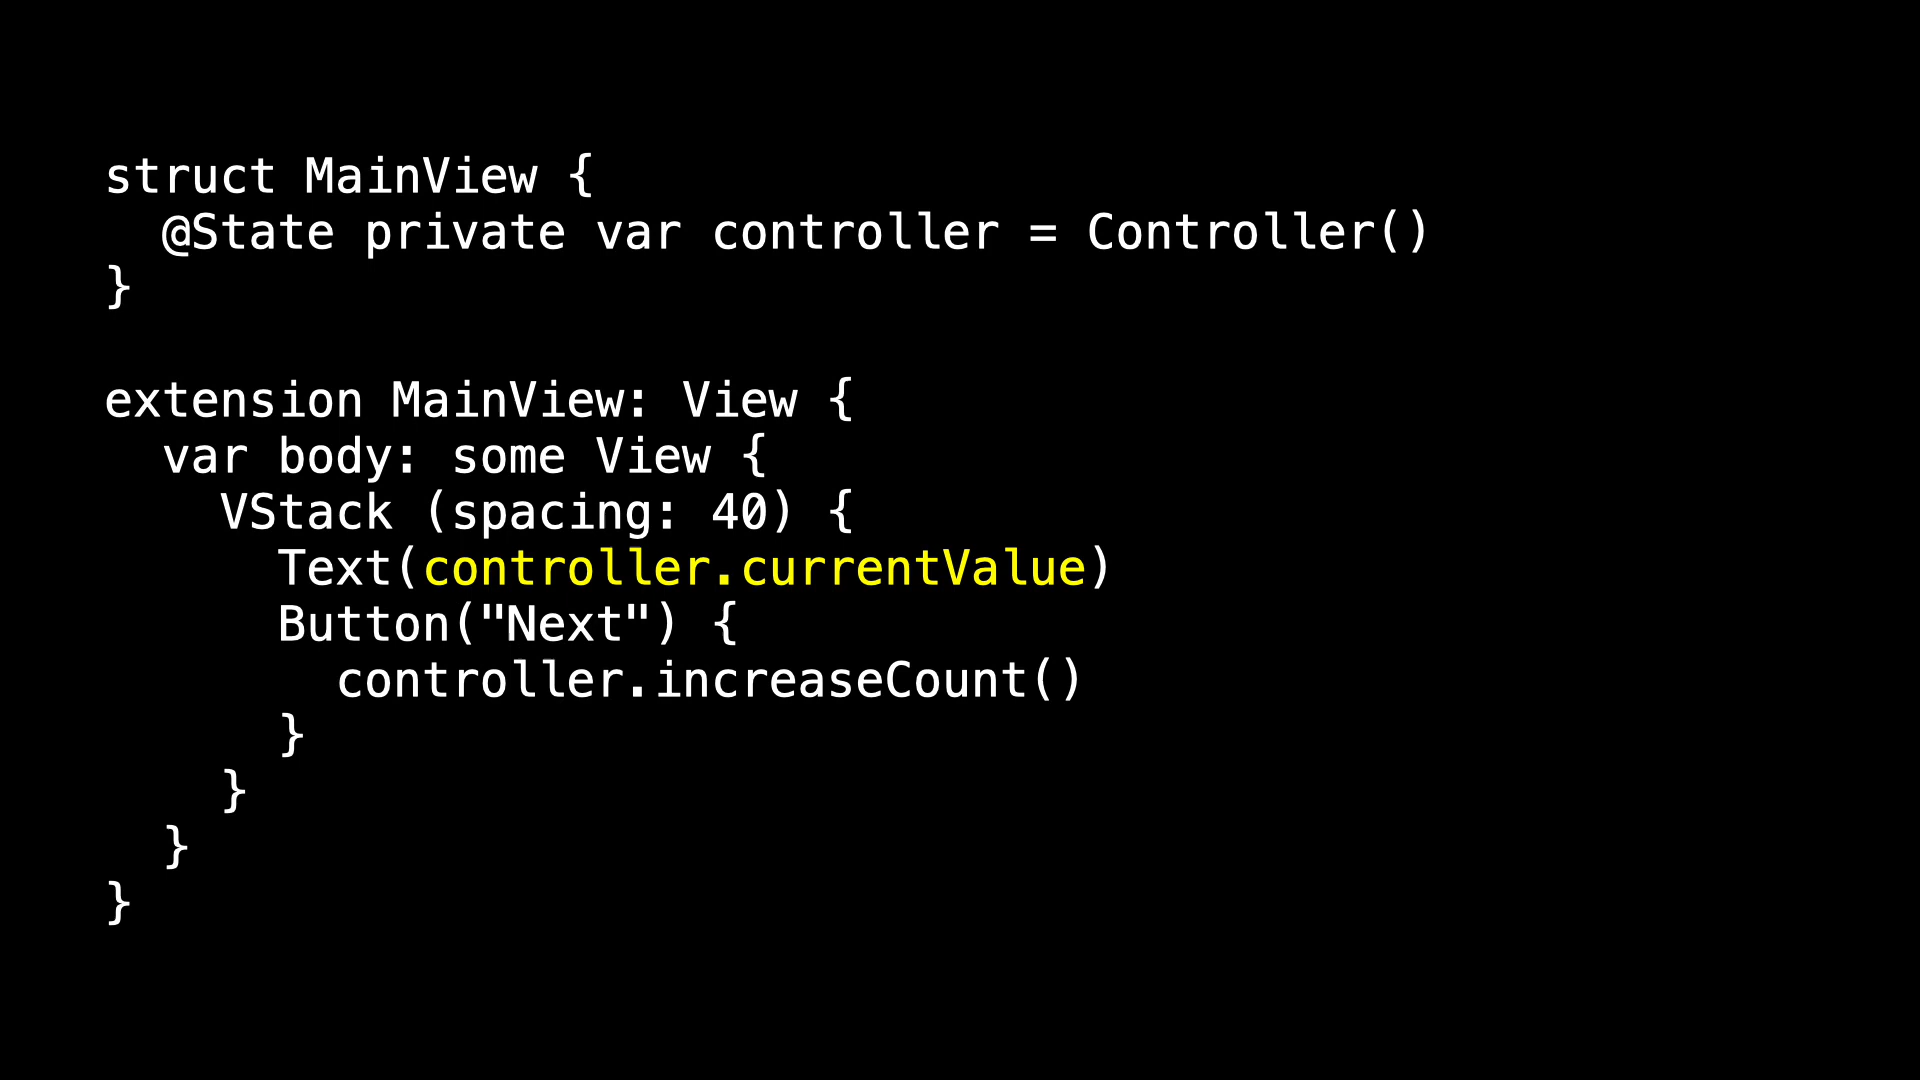 struct MainView {
  @State private var controller = Controller()
}

extension MainView: View {
  var body: some View {
    VStack (spacing: 40) {
      Text(controller.currentValue)
      Button("Next") {
        controller.increaseCount()
      }
    }
  }
}